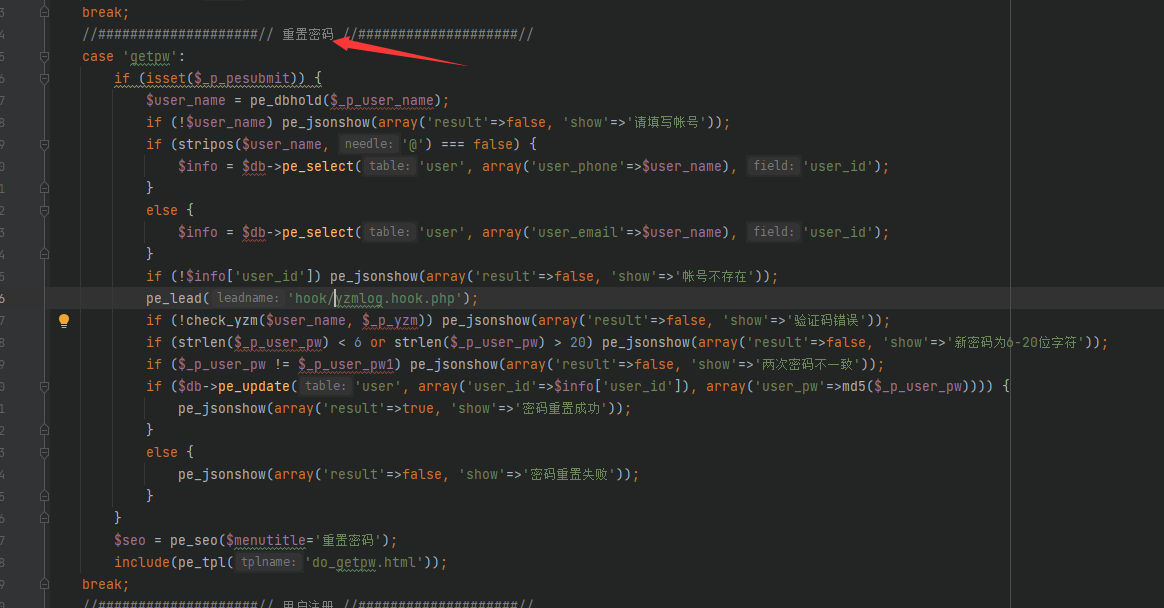 break;
//####################// 重置密码 //####################//
case 'getpw':
if (isset($_p_pesubmit)) {
$user_name = pe_dbhold($_p_user_name);
if (!$user_name) pe_jsonshow(array('result'=>false, 'show'=>'请填写帐号'));
if (stripos($user_name, needle: '@') === false) {
$info = $db->pe_select( table: 'user', array('user_phone'=>$user_name), field: 'user_id');
}
else {
$info = $db->pe_select( table: 'user', array('user_email'=>$user_name), field: 'user_id');
}
if (!$info['user_id']) pe_jsonshow(array('result'=>false, 'show'=>'帐号不存在'));
pe_lead( leadname: 'hook/yzmlog.hook.php');
if (!check_yzm($user_name, $_p_yzm)) pe_jsonshow(array('result'=>false, 'show'=>'验证码错误'));
if (strlen($_p_user_pw) < 6 or strlen($_p_user_pw) > 20) pe_jsonshow(array('result'=>false, 'show'=>'新密码为6-20位字符'));
if ($_p_user_pw != $_p_user_pw1) pe_jsonshow(array('result'=>false, 'show'=>'两次密码不一致'));
if ($db->pe_update( table: 'user', array('user_id'=>$info['user_id']), array('user_pw'=>md5($_p_user_pw)))) {
pe_jsonshow(array('result'=>true, 'show'=>'密码重置成功'));
}
else {
pe_jsonshow(array('result'=>false, 'show'=>'密码重置失败'));
}
}
$seo = pe_seo($menutitle='重置密码');
include(pe_tpl( tplname: 'do_getpw.html'));
break;
//####################// 用户注册 //####################//